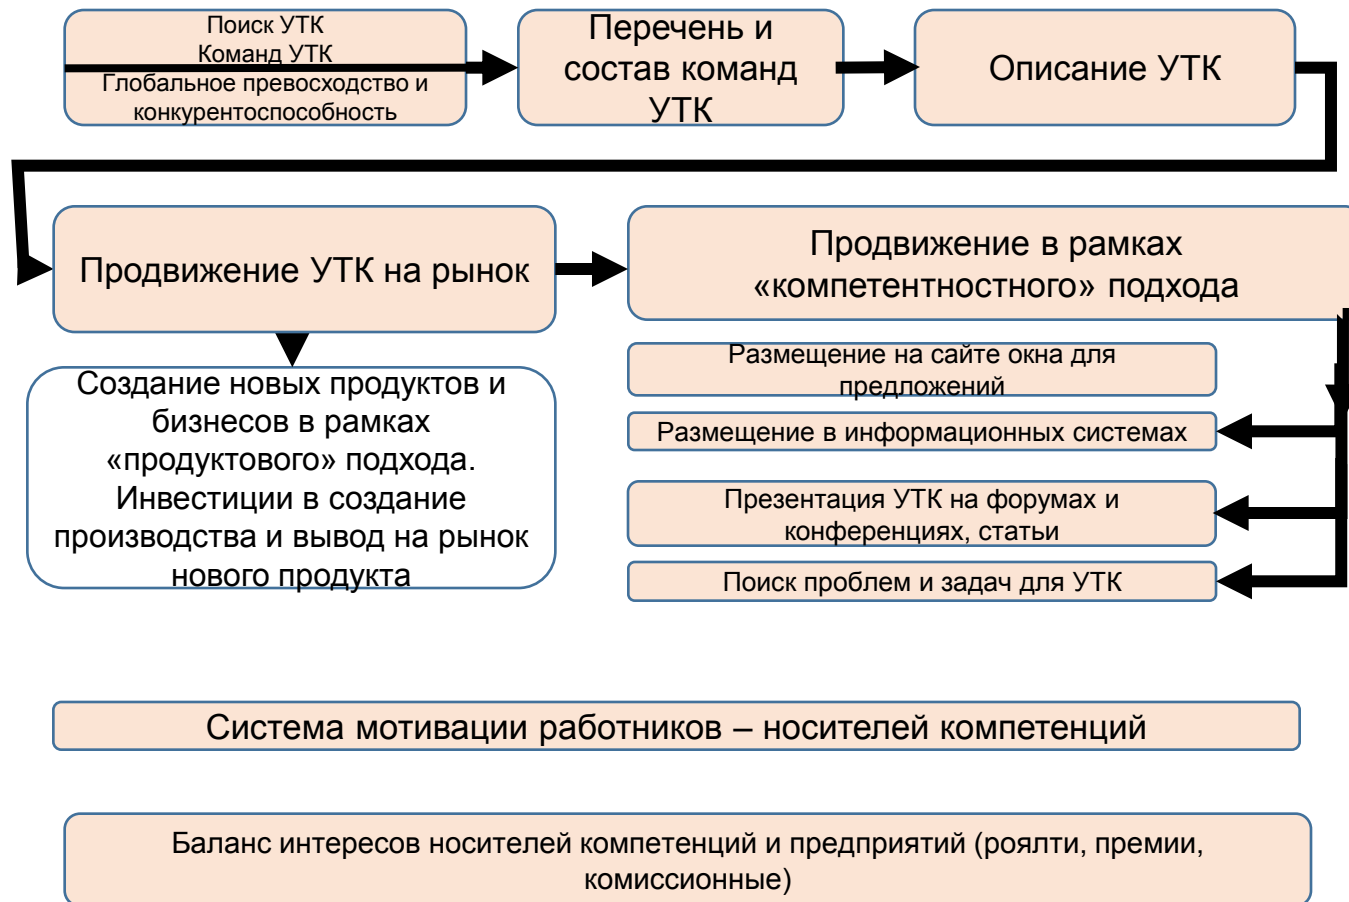 Поиск УТК
Команд УТК
Глобальное превосходство и
конкурентоспособность
Перечень и
состав команд
УТК
Описание УТК
Продвижение УТК на рынок
Продвижение в рамках
«компетентностного» подхода
Создание новых продуктов и
бизнесов в рамках
«продуктового» подхода.
Инвестиции в создание
производства и вывод на рынок
нового продукта
Размещение на сайте окна для
предложений
Размещение в информационных системах
Презентация УТК на форумах и
конференциях, статьи
Поиск проблем и задач для УТК
Система мотивации работников – носителей компетенций
Баланс интересов носителей компетенций и предприятий (роялти, премии,
комиссионные)